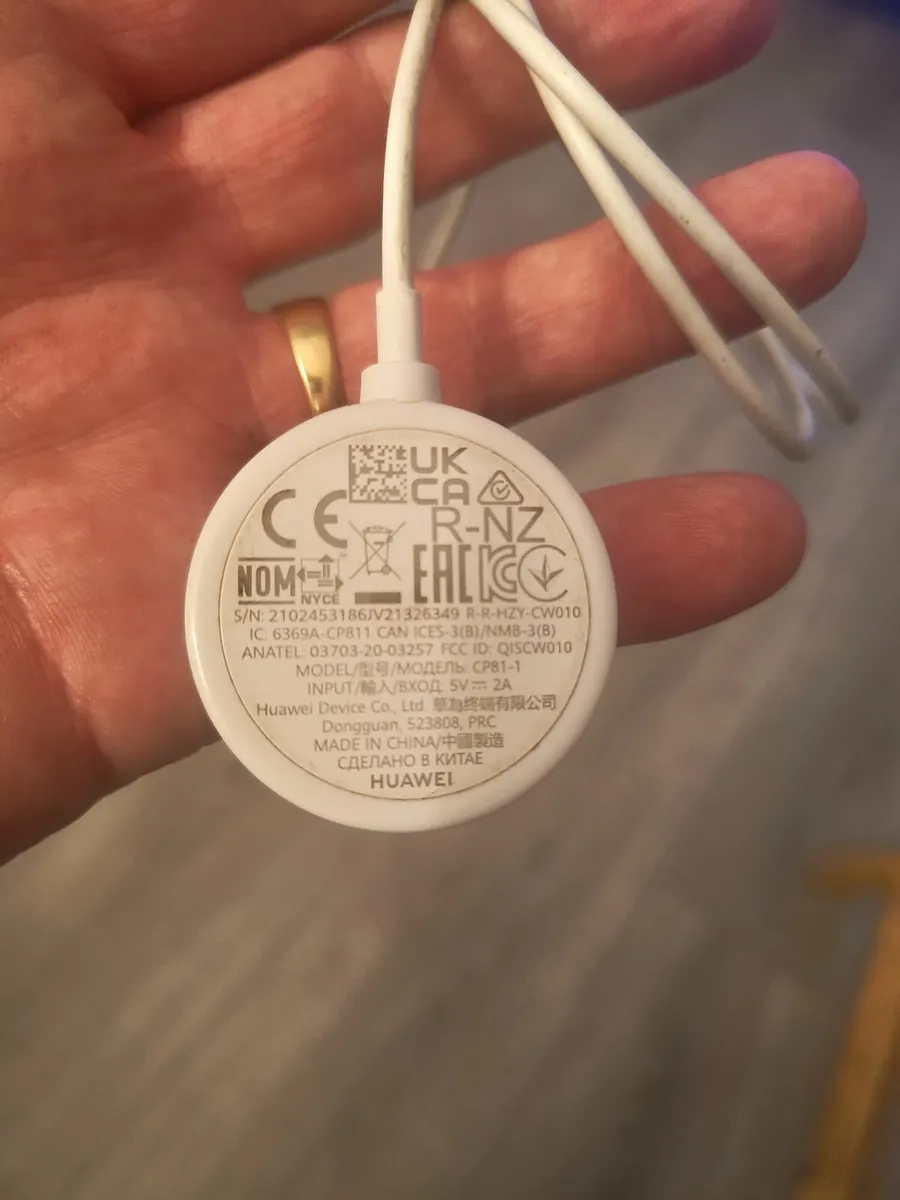 UK
CA
CE
R-NZ
NOM
NYCE
EAC
KC
S/N: 2102453186JV21326349 R-R-HZY-CW010
IC: 6369A-CP811 CAN ICES-3(B)/NMB-3(B)
ANATEL: 03703-20-03257 FCC ID: QISCW010
MODEL/型号/МОДЕЛЬ: CP81-1
INPUT/輸入/ВХОД: 5V⎓2A
Huawei Device Co., Ltd. 華為終端有限公司
Dongguan, 523808, PRC
MADE IN CHINA/中國製造
СДЕЛАНО В КИТАЕ
HUAWEI